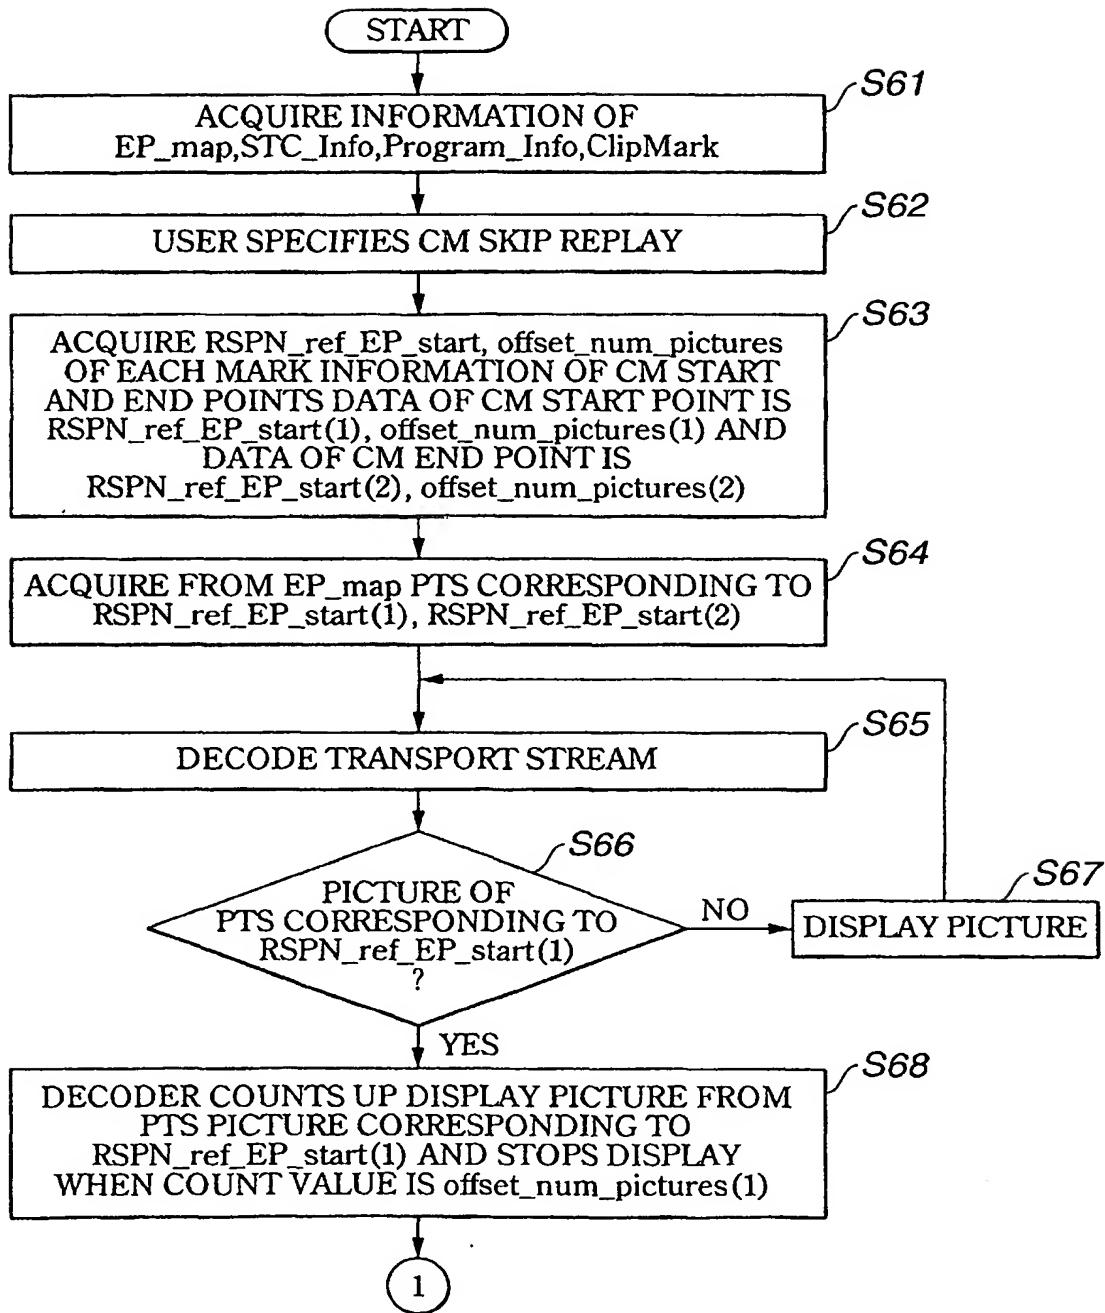 START
S61
ACQUIRE INFORMATION OF
EP_map,STC_Info,Program_Info,ClipMark
S62
USER SPECIFIES CM SKIP REPLAY
S63
ACQUIRE RSPN_ref_EP_start, offset_num_pictures
OF EACH MARK INFORMATION OF CM START
AND END POINTS DATA OF CM START POINT IS
RSPN_ref_EP_start(1), offset_num_pictures(1) AND
DATA OF CM END POINT IS
RSPN_ref_EP_start(2), offset_num_pictures(2)
S64
ACQUIRE FROM EP_map PTS CORRESPONDING TO
RSPN_ref_EP_start(1), RSPN_ref_EP_start(2)
S65
DECODE TRANSPORT STREAM
S66
PICTURE OF
PTS CORRESPONDING TO
RSPN_ref_EP_start(1)
?
NO
S67
DISPLAY PICTURE
YES
S68
DECODER COUNTS UP DISPLAY PICTURE FROM
PTS PICTURE CORRESPONDING TO
RSPN_ref_EP_start(1) AND STOPS DISPLAY
WHEN COUNT VALUE IS offset_num_pictures(1)
1